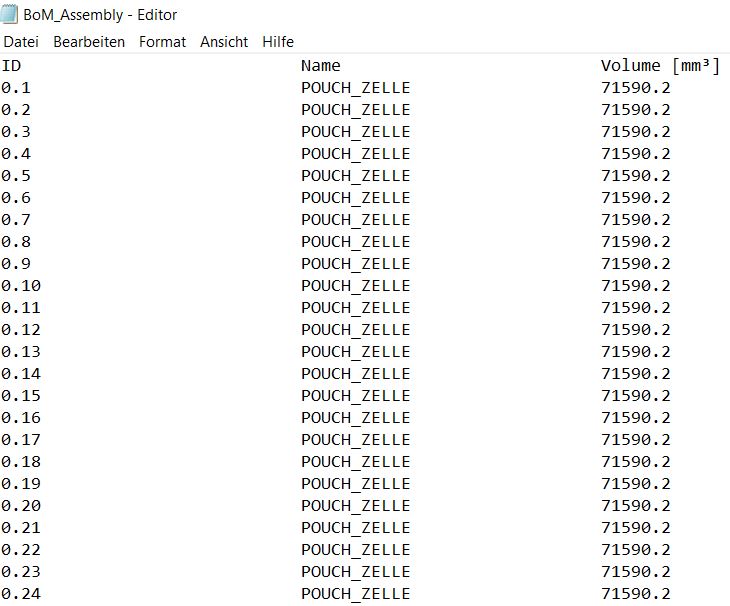 BoM_Assembly - Editor
Datei Bearbeiten Format Ansicht Hilfe
ID Name Volume [mm³]
0.1 POUCH_ZELLE 71590.2
0.2 POUCH_ZELLE 71590.2
0.3 POUCH_ZELLE 71590.2
0.4 POUCH_ZELLE 71590.2
0.5 POUCH_ZELLE 71590.2
0.6 POUCH_ZELLE 71590.2
0.7 POUCH_ZELLE 71590.2
0.8 POUCH_ZELLE 71590.2
0.9 POUCH_ZELLE 71590.2
0.10 POUCH_ZELLE 71590.2
0.11 POUCH_ZELLE 71590.2
0.12 POUCH_ZELLE 71590.2
0.13 POUCH_ZELLE 71590.2
0.14 POUCH_ZELLE 71590.2
0.15 POUCH_ZELLE 71590.2
0.16 POUCH_ZELLE 71590.2
0.17 POUCH_ZELLE 71590.2
0.18 POUCH_ZELLE 71590.2
0.19 POUCH_ZELLE 71590.2
0.20 POUCH_ZELLE 71590.2
0.21 POUCH_ZELLE 71590.2
0.22 POUCH_ZELLE 71590.2
0.23 POUCH_ZELLE 71590.2
0.24 POUCH_ZELLE 71590.2